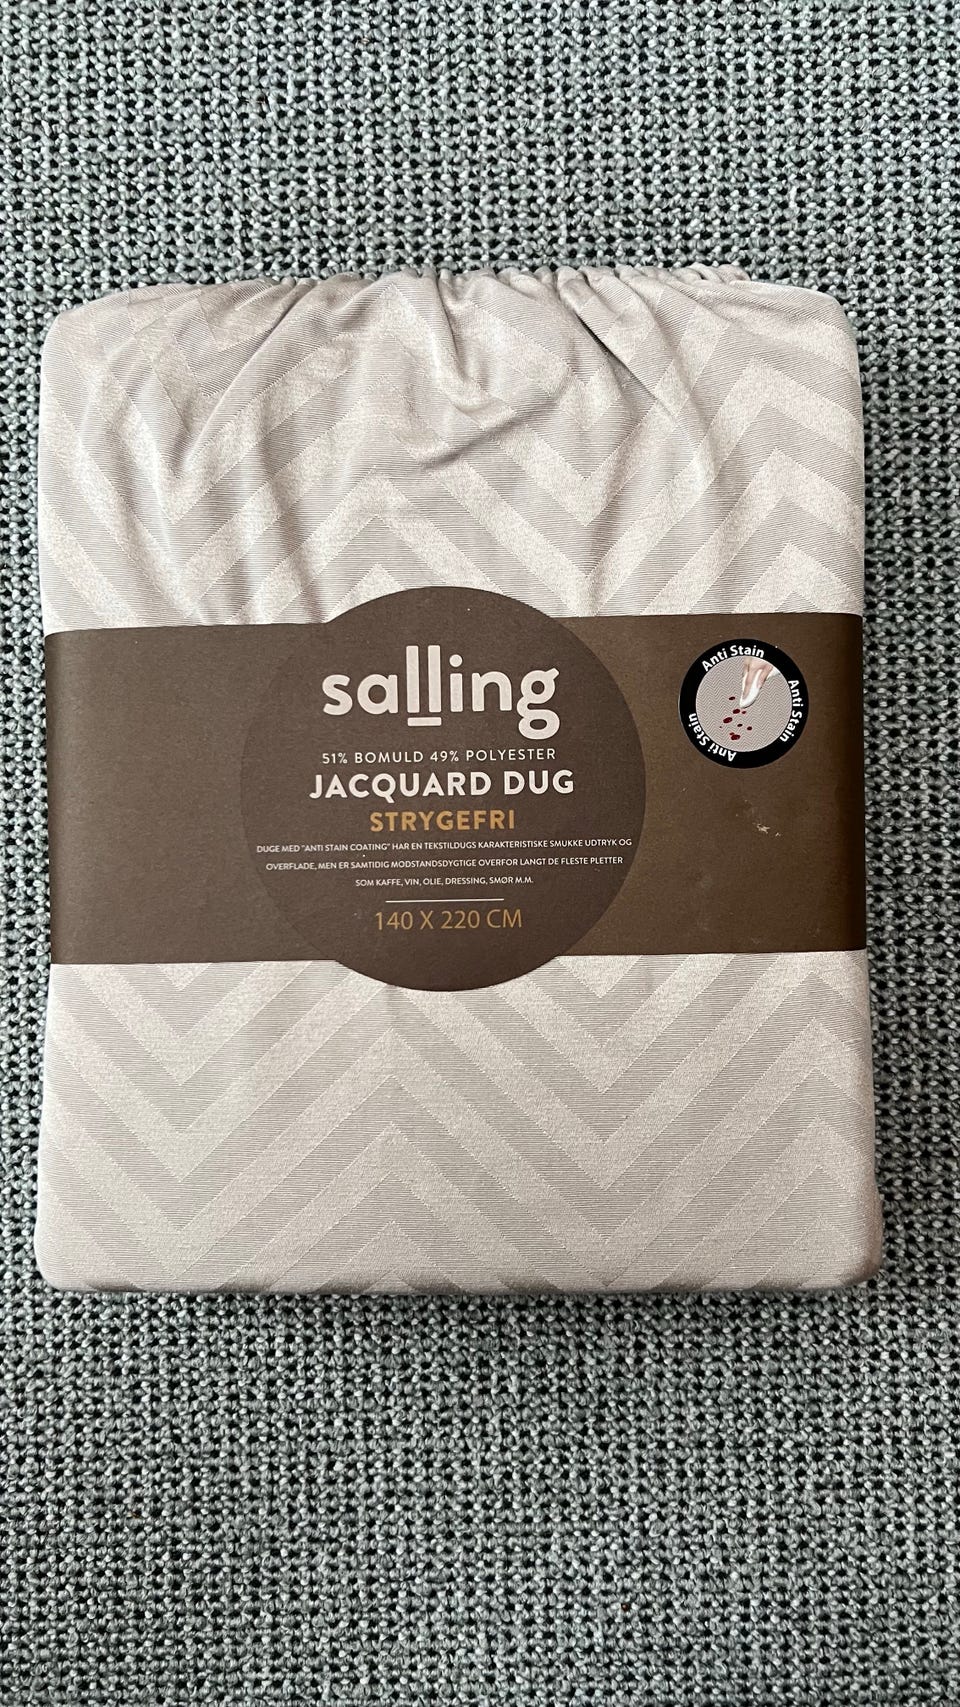 salling
51% BOMULD 49% POLYESTER
JACQUARD DUG
STRYGEFRI
DUGE MED "ANTI STAIN COATING" HAR EN TEKSTILDUGS KARAKTERISTISKE SMUKKE UDTRYK OG
OVERFLADE, MEN ER SAMTIDIG MODSTANDSDYGTIGE OVERFOR LANGT DE FLESTE PLETTER
SOM KAFFE, VIN, OLIE, DRESSING, SMØR M.M.
140 X 220 CM
Anti Stain
Anti Stain
Anti Stain
Anti Stain